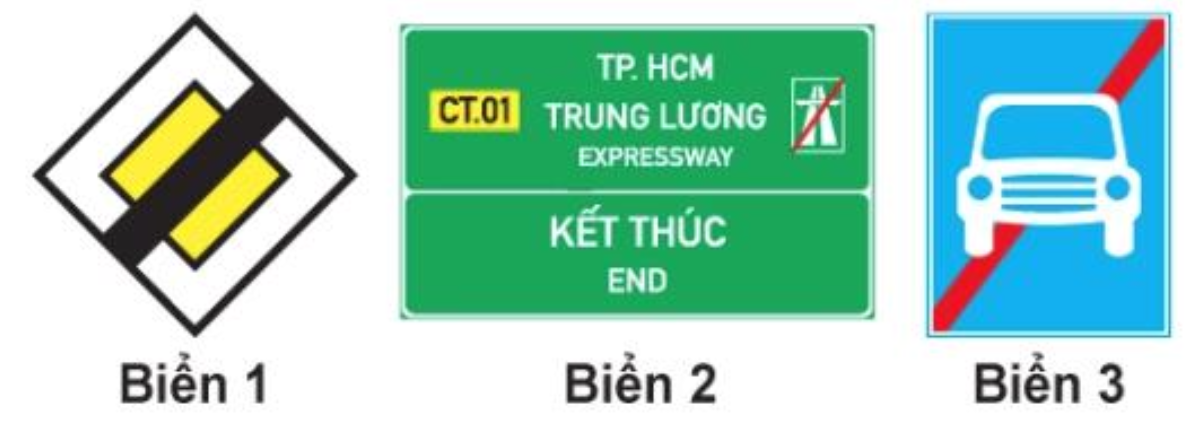 TP. HCM
CT.01 TRUNG LƯƠNG
EXPRESSWAY
KẾT THÚC
END
Biển 1
Biển 2
Biển 3